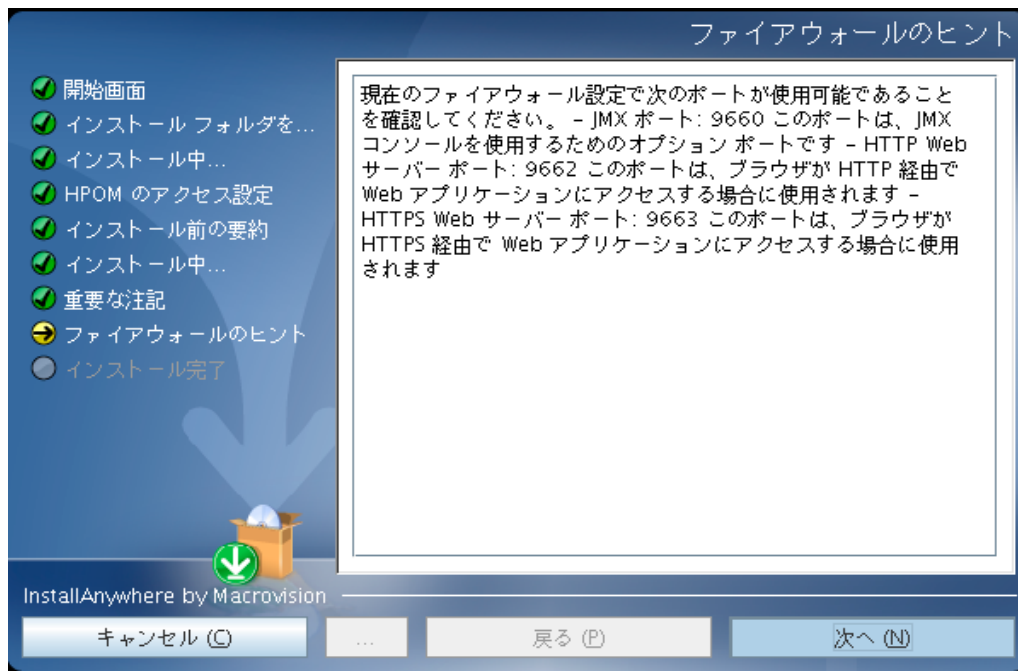 ファイアウォールのヒント
開始画面
インストール フォルダを...
インストール中...
HPOM のアクセス設定
インストール前の要約
インストール中...
重要な注記
ファイアウォールのヒント
インストール完了
現在のファイアウォール設定で次のポートが使用可能であること
を確認してください。 – JMX ポート: 9660 このポートは、JMX
コンソールを使用するためのオプション ポートです – HTTP Web
サーバー ポート: 9662 このポートは、ブラウザが HTTP 経由で
Web アプリケーションにアクセスする場合に使用されます –
HTTPS Web サーバー ポート: 9663 このポートは、ブラウザが
HTTPS 経由で Web アプリケーションにアクセスする場合に使用
されます
InstallAnywhere by Macrovision
キャンセル (C)
...
戻る (P)
次へ (N)